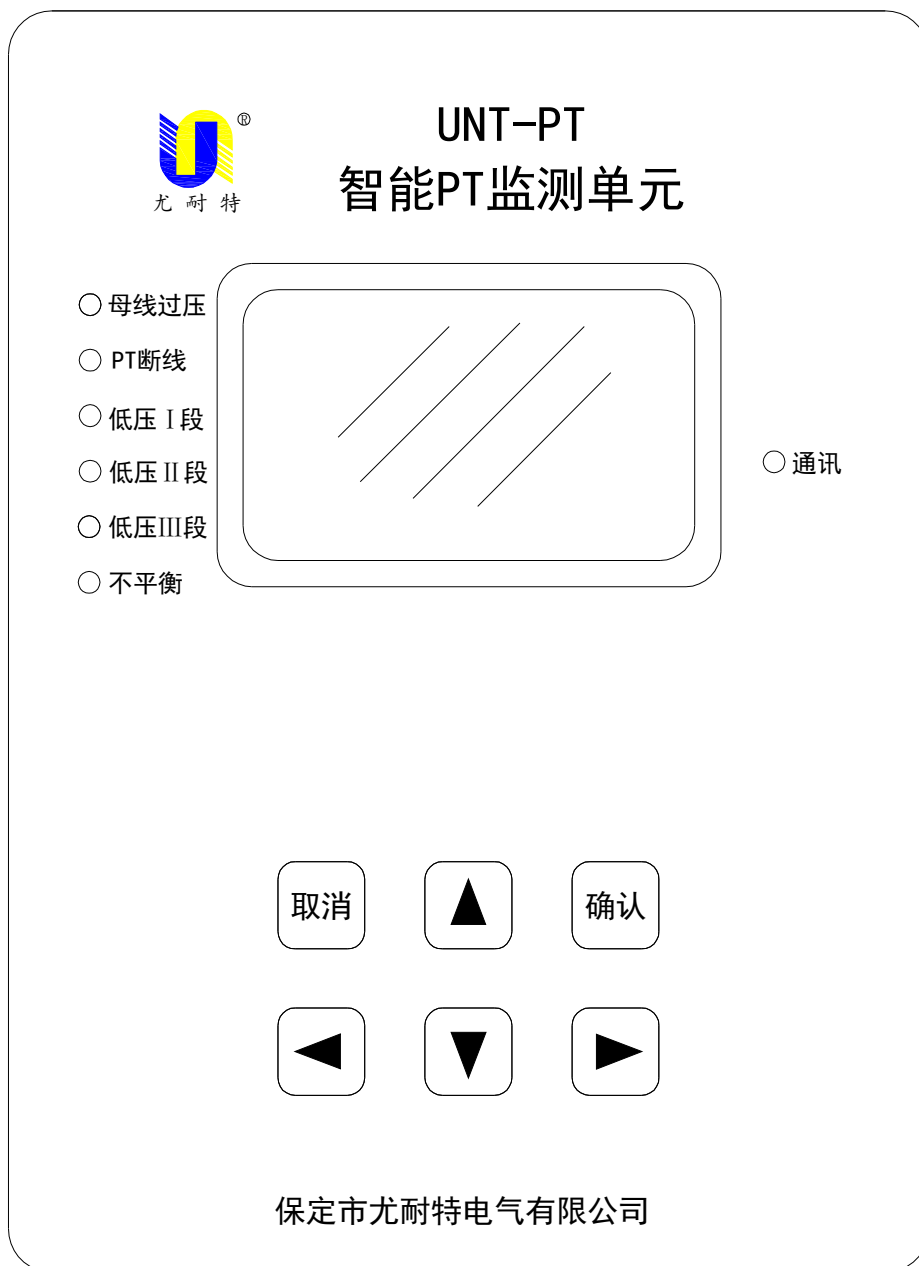 UNT-PT
智能PT监测单元
®
尤耐特
母线过压
PT断线
低压Ⅰ段
低压Ⅱ段
低压Ⅲ段
不平衡
通讯
取消
确认
保定市尤耐特电气有限公司